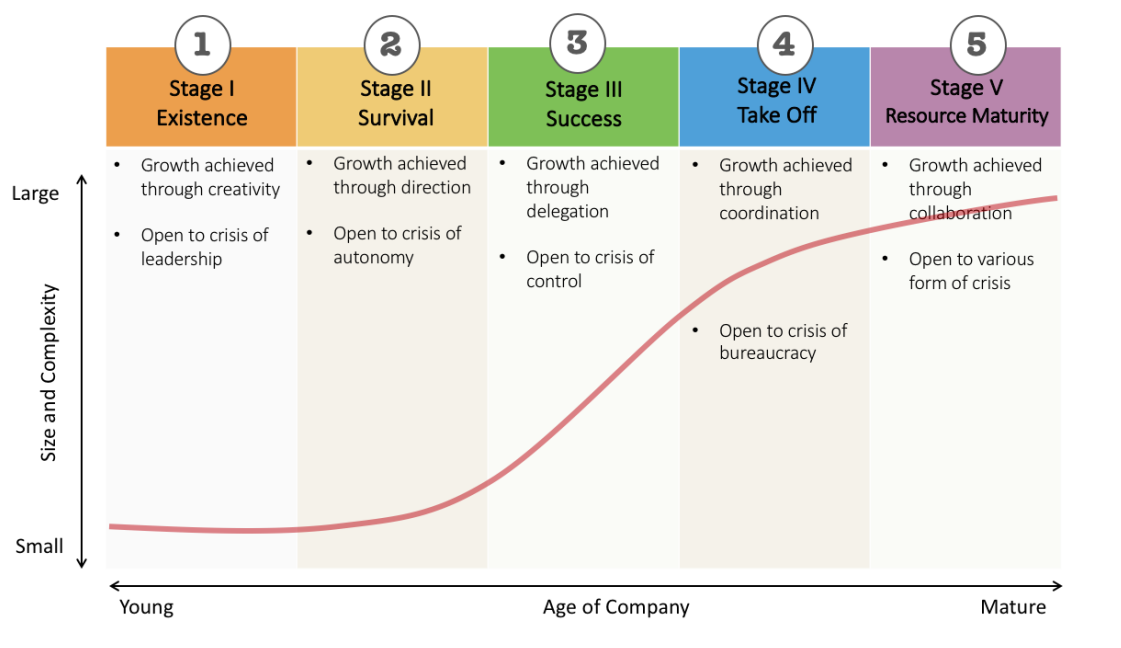 1
Stage I
Existence
2
Stage II
Survival
3
Stage III
Success
4
Stage IV
Take Off
5
Stage V
Resource Maturity
• Growth achieved
through creativity
• Open to crisis of
leadership
• Growth achieved
through direction
• Open to crisis of
autonomy
• Growth achieved
through
delegation
• Open to crisis of
control
• Growth achieved
through
coordination
• Open to crisis of
bureaucracy
• Growth achieved
through
collaboration
• Open to various
form of crisis
Large
Size and Complexity
Small
Young
Age of Company
Mature